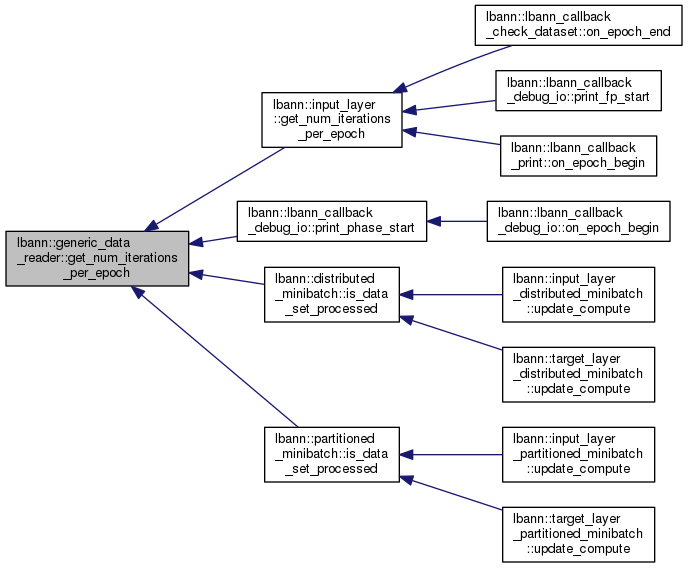 lbann::lbann_callback
_check_dataset::on_epoch_end
lbann::input_layer
::get_num_iterations
_per_epoch
lbann::lbann_callback
_debug_io::print_fp_start
lbann::lbann_callback
_print::on_epoch_begin
lbann::generic_data
_reader::get_num_iterations
_per_epoch
lbann::lbann_callback
_debug_io::print_phase_start
lbann::lbann_callback
_debug_io::on_epoch_begin
lbann::distributed
_minibatch::is_data
_set_processed
lbann::input_layer
_distributed_minibatch
::update_compute
lbann::target_layer
_distributed_minibatch
::update_compute
lbann::partitioned
_minibatch::is_data
_set_processed
lbann::input_layer
_partitioned_minibatch
::update_compute
lbann::target_layer
_partitioned_minibatch
::update_compute